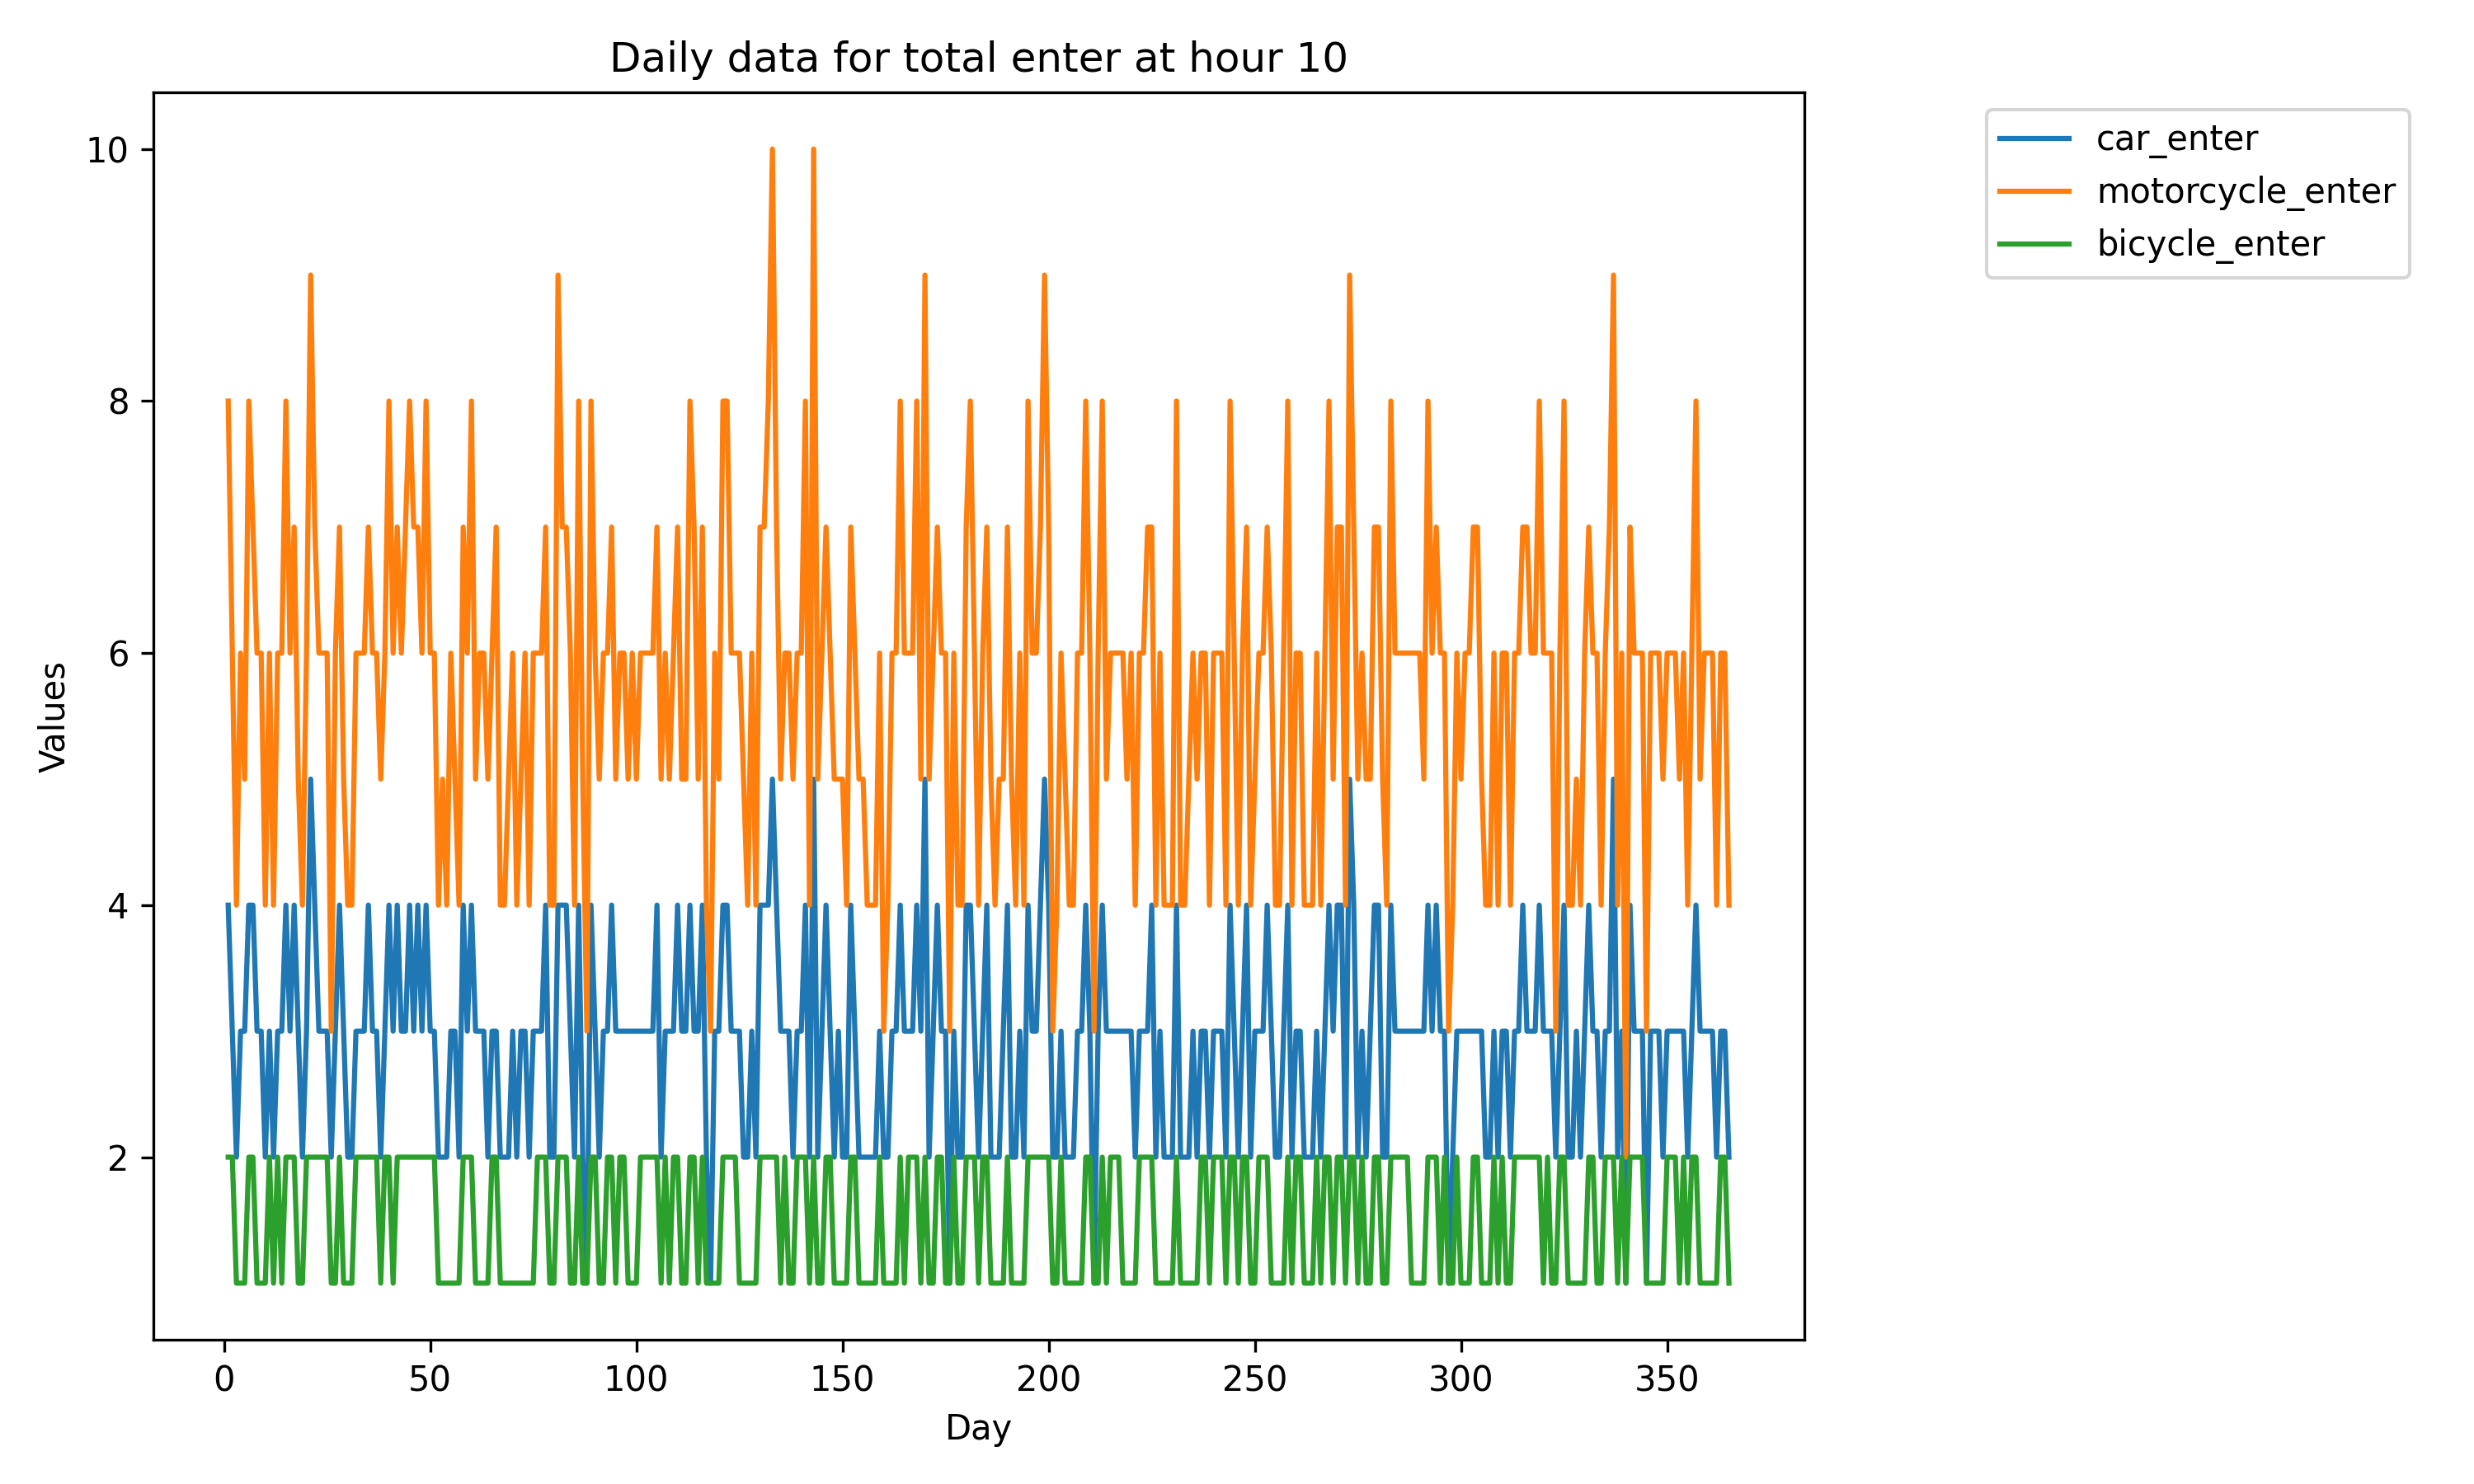 Daily data for total enter at hour 10
car_enter
motorcycle_enter
bicycle_enter
10
8
6
4
2
Values
0 50 100 150 200 250 300 350
Day